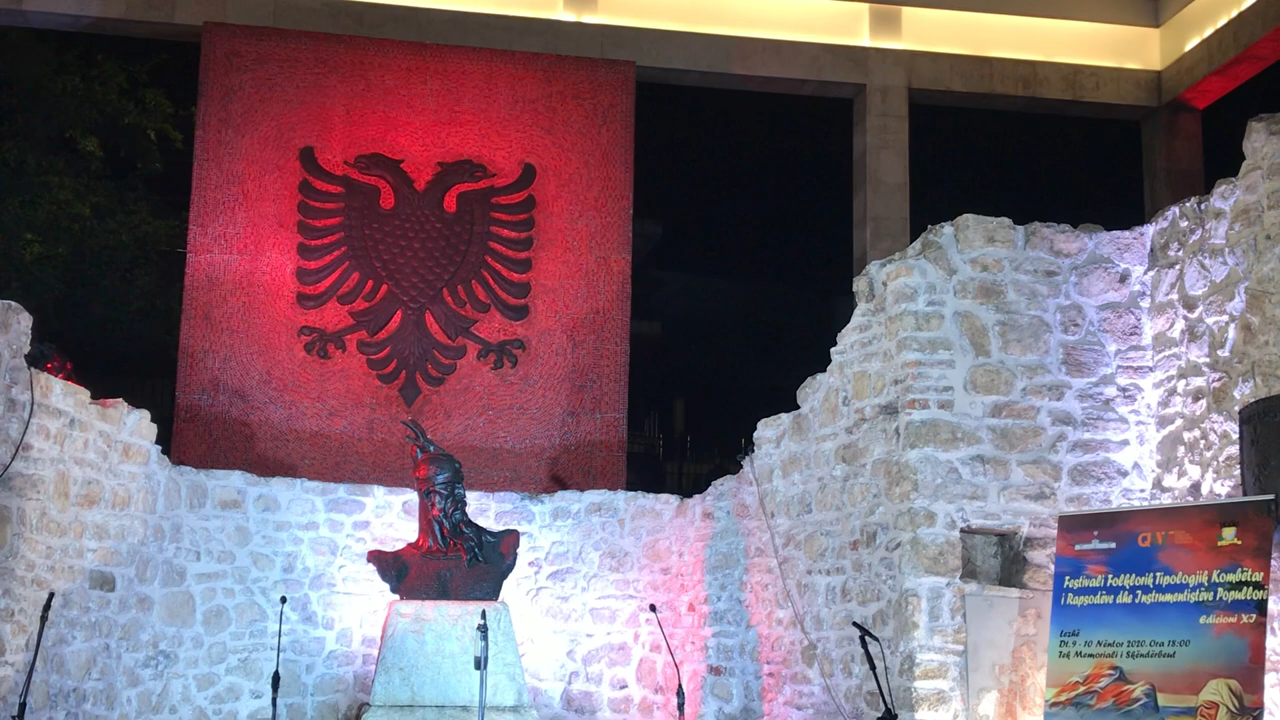 Festivali Folklorik Tipologjik Kombëtar
i Rapsodëve dhe Instrumentistëve Popullorë
Edicioni XI
Lezhë
Dt. 9 - 10 Nëntor 2020. Ora 18:00
Tek Memoriali i Skënderbeut